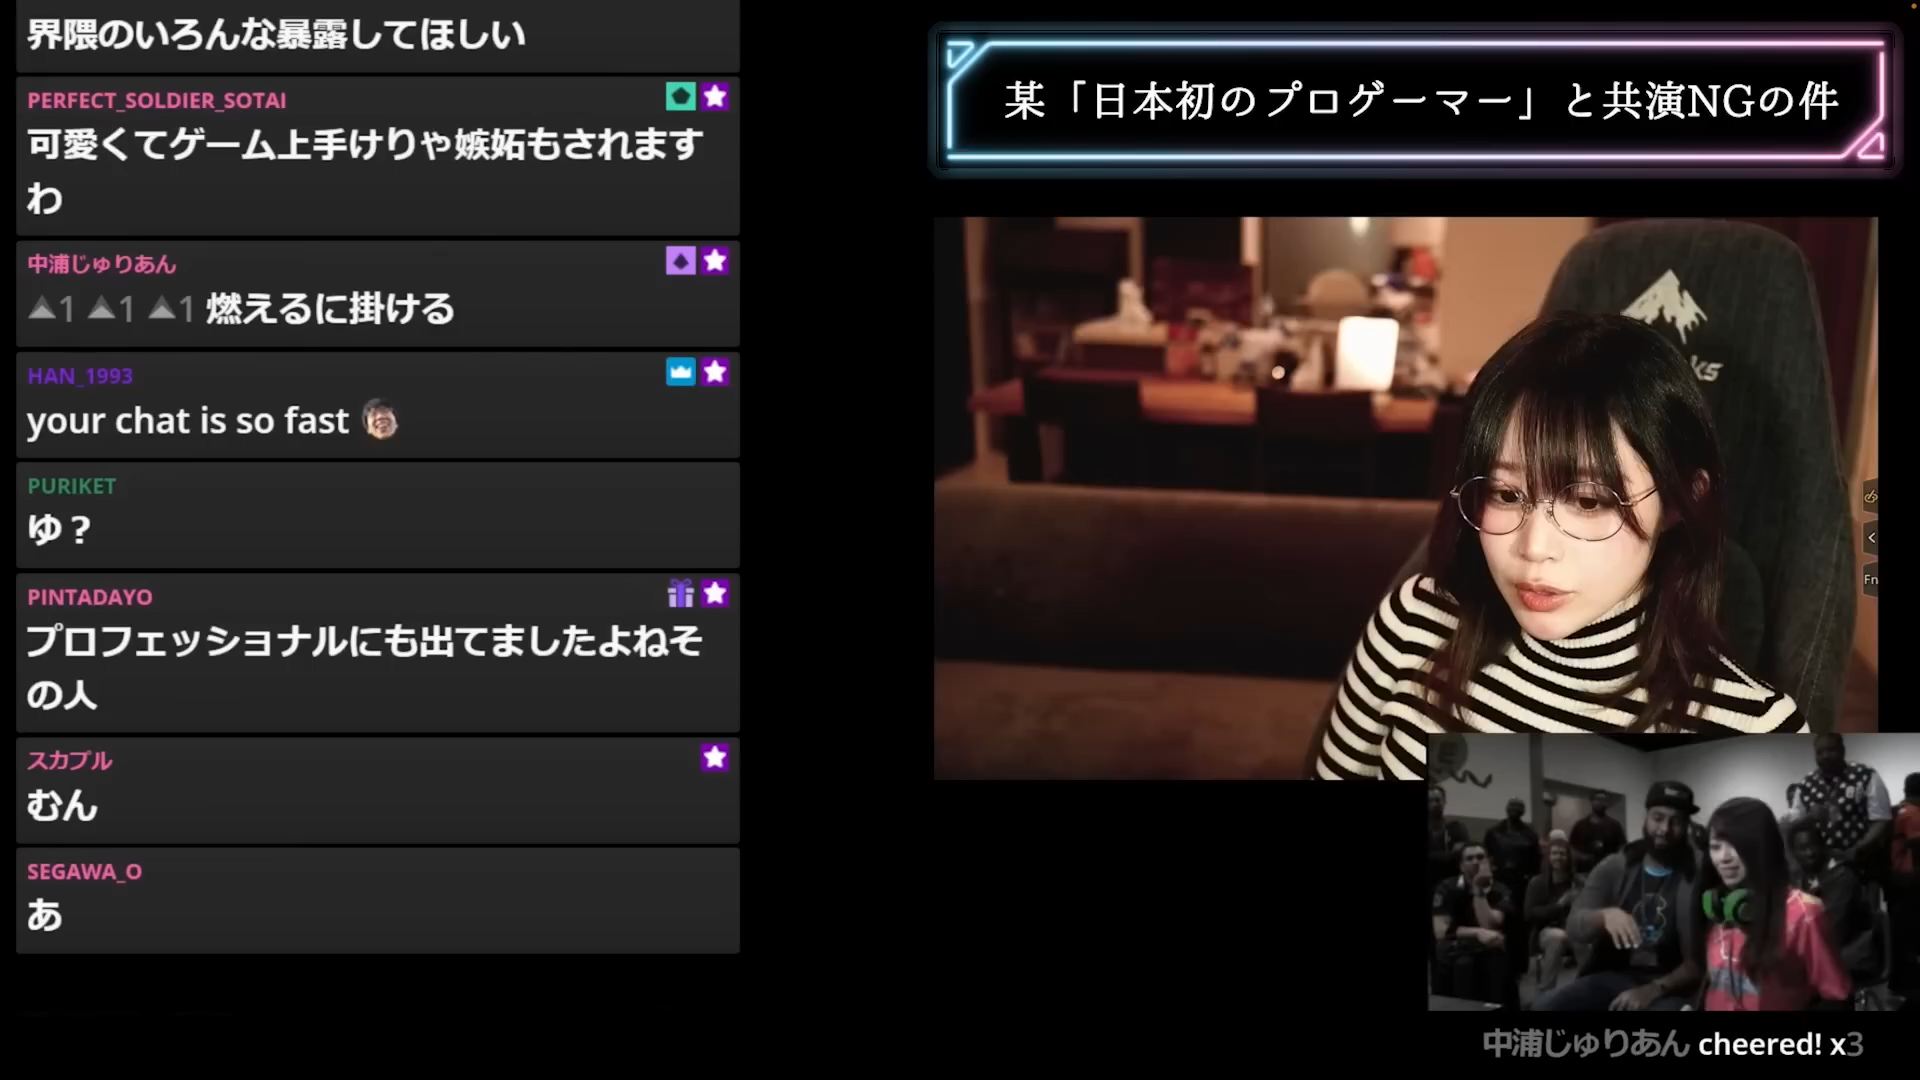 界隈のいろんな暴露してほしい
PERFECT_SOLDIER_SOTAI
可愛くてゲーム上手けりゃ嫉妬もされます
わ
中浦じゅりあん
1 1 1 燃えるに掛ける
HAN_1993
your chat is so fast
PURIKET
ゆ？
PINTADAYO
プロフェッショナルにも出てましたよねそ
の人
スカプル
むん
SEGAWA_O
あ
某「日本初のプロゲーマー」と共演NGの件
ks
<
Fn
中浦じゅりあん cheered! x3